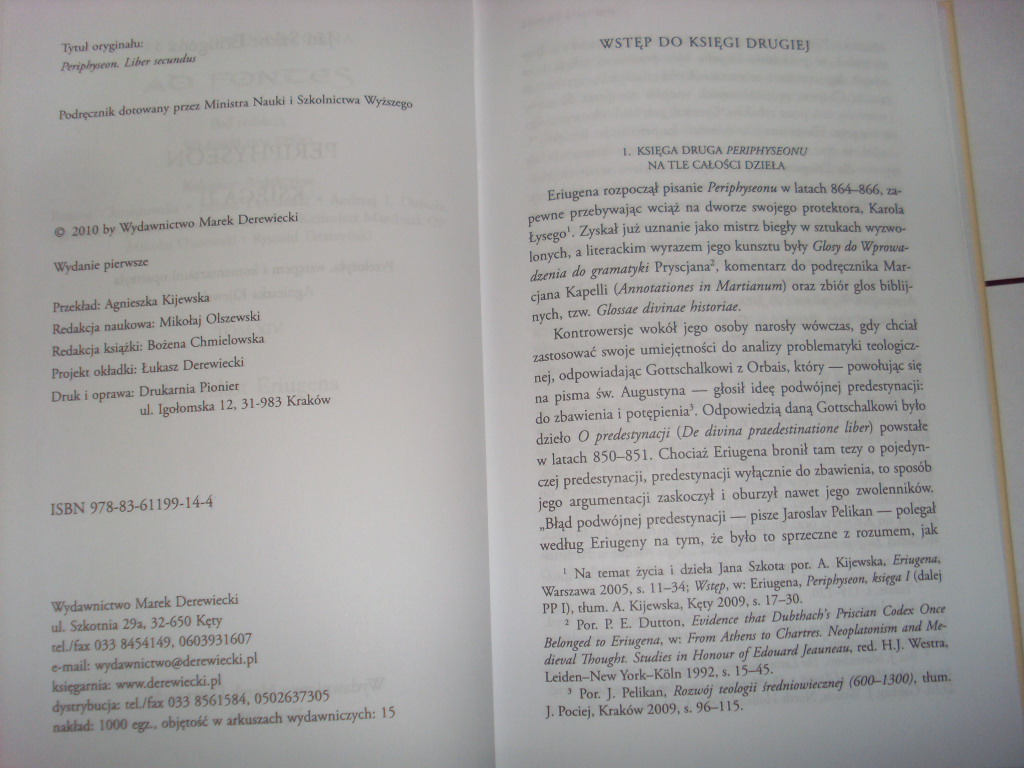 Tytuł oryginału:
Periphyseon. Liber secundus
Podręcznik dotowany przez Ministra Nauki i Szkolnictwa Wyższego
© 2010 by Wydawnictwo Marek Derewiecki
Wydanie pierwsze
Przekład: Agnieszka Kijewska
Redakcja naukowa: Mikołaj Olszewski
Redakcja książki: Bożena Chmielowska
Projekt okładki: Łukasz Derewiecki
Druk i oprawa: Drukarnia Pionier
ul. Igołomska 12, 31-983 Kraków
ISBN 978-83-61199-14-4
Wydawnictwo Marek Derewiecki
ul. Szkotnia 29a, 32-650 Kęty
tel./fax 033 8454149, 0603931607
e-mail: wydawnictwo@derewiecki.pl
księgarnia: www.derewiecki.pl
dystrybucja: tel./fax 033 8561584, 0502637305
nakład: 1000 egz., objętość w arkuszach wydawniczych: 15
WSTĘP DO KSIĘGI DRUGIEJ
1. KSIĘGA DRUGA PERIPHYSEONU
NA TLE CAŁOŚCI DZIEŁA
Eriugena rozpoczął pisanie Periphyseonu w latach 864–866, za-
pewne przebywając wciąż na dworze swojego protektora, Karola
Łysego¹. Zyskał już uznanie jako mistrz biegły w sztukach wyzwo-
lonych, a literackim wyrazem jego kunsztu były Glosy do Wprowa-
dzenia do gramatyki Pryscjana², komentarz do podręcznika Mar-
cjana Kapelli (Annotationes in Martianum) oraz zbiór glos biblij-
nych, tzw. Glossae divinae historiae.
Kontrowersje wokół jego osoby narosły wówczas, gdy chciał
zastosować swoje umiejętności do analizy problematyki teologicz-
nej, odpowiadając Gottschalkowi z Orbais, który — powołując się
na pisma św. Augustyna — głosił ideę podwójnej predestynacji:
do zbawienia i potępienia³. Odpowiedzią daną Gottschalkowi było
dzieło O predestynacji (De divina praedestinatione liber) powstałe
w latach 850–851. Chociaż Eriugena bronił tam tezy o pojedyn-
czej predestynacji, predestynacji wyłącznie do zbawienia, to sposób
jego argumentacji zaskoczył i oburzył nawet jego zwolenników.
„Błąd podwójnej predestynacji — pisze Jaroslav Pelikan — polegał
według Eriugeny na tym, że było to sprzeczne z rozumem, jak
¹ Na temat życia i dzieła Jana Szkota por. A. Kijewska, Eriugena,
Warszawa 2005, s. 11–34; Wstęp, w: Eriugena, Periphyseon, księga I (dalej
PP I), tłum. A. Kijewska, Kęty 2009, s. 17–30.
² Por. P. E. Dutton, Evidence that Dubthach's Priscian Codex Once
Belonged to Eriugena, w: From Athens to Chartres. Neoplatonism and Me-
dieval Thought. Studies in Honour of Edouard Jeauneau, red. H.J. Westra,
Leiden–New York–Köln 1992, s. 15–45.
³ Por. J. Pelikan, Rozwój teologii średniowiecznej (600–1300), tłum.
J. Pociej, Kraków 2009, s. 96–115.